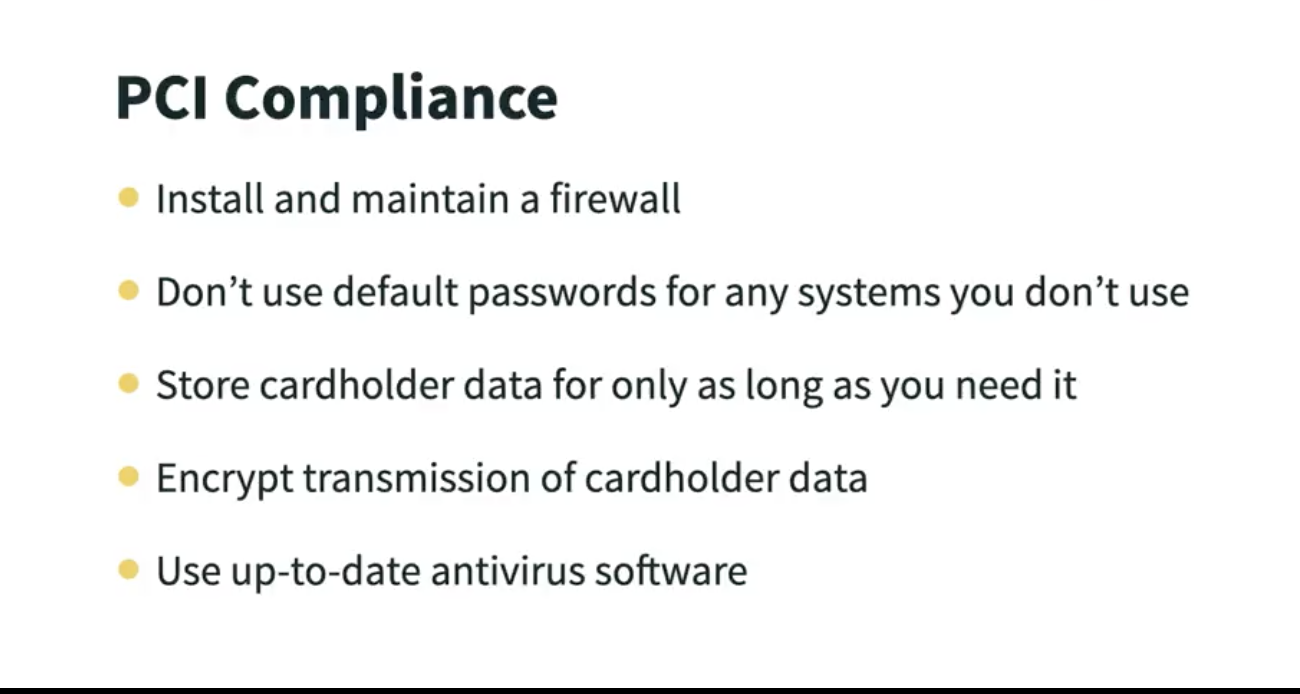 PCI Compliance
Install and maintain a firewall
Don’t use default passwords for any systems you don’t use
Store cardholder data for only as long as you need it
Encrypt transmission of cardholder data
Use up-to-date antivirus software